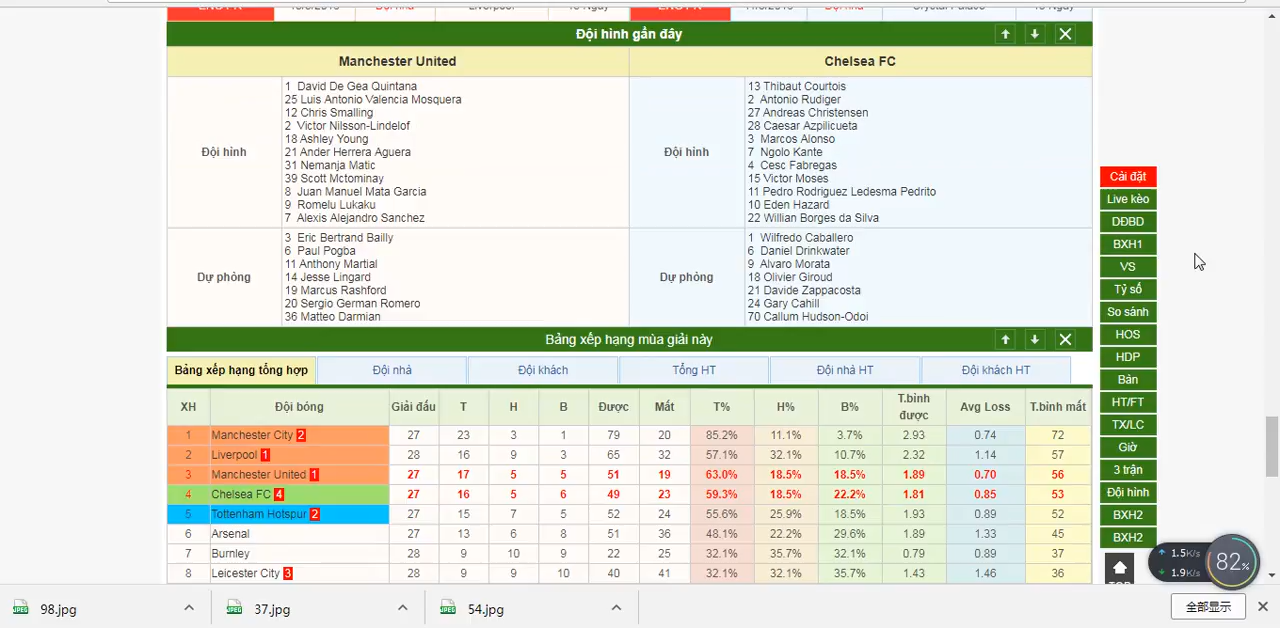 Đội hình gần đây
Manchester United
Chelsea FC
Đội hình
1 David De Gea Quintana
25 Luis Antonio Valencia Mosquera
12 Chris Smalling
2 Victor Nilsson-Lindelof
18 Ashley Young
21 Ander Herrera Aguera
31 Nemanja Matic
39 Scott Mctominay
8 Juan Manuel Mata Garcia
9 Romelu Lukaku
7 Alexis Alejandro Sanchez
Đội hình
13 Thibaut Courtois
2 Antonio Rudiger
27 Andreas Christensen
28 Caesar Azpilicueta
3 Marcos Alonso
7 Ngolo Kante
4 Cesc Fabregas
15 Victor Moses
11 Pedro Rodriguez Ledesma Pedrito
10 Eden Hazard
22 Willian Borges da Silva
Dự phòng
3 Eric Bertrand Bailly
6 Paul Pogba
11 Anthony Martial
14 Jesse Lingard
19 Marcus Rashford
20 Sergio German Romero
36 Matteo Darmian
Dự phòng
1 Wilfredo Caballero
6 Daniel Drinkwater
9 Alvaro Morata
18 Olivier Giroud
21 Davide Zappacosta
24 Gary Cahill
70 Callum Hudson-Odoi
Bảng xếp hạng mùa giải này
Bảng xếp hạng tổng hợp Đội nhà Đội khách Tổng HT Đội nhà HT Đội khách HT
XH Đội bóng Giải đấu T H B Được Mất T% H% B% T.bình được Avg Loss T.bình mất
1 Manchester City 2 27 23 3 1 79 20 85.2% 11.1% 3.7% 2.93 0.74 72
2 Liverpool 1 28 16 9 3 65 32 57.1% 32.1% 10.7% 2.32 1.14 57
3 Manchester United 1 27 17 5 5 51 19 63.0% 18.5% 18.5% 1.89 0.70 56
4 Chelsea FC 4 27 16 5 6 49 23 59.3% 18.5% 22.2% 1.81 0.85 53
5 Tottenham Hotspur 2 27 15 7 5 52 24 55.6% 25.9% 18.5% 1.93 0.89 52
6 Arsenal 27 13 6 8 51 36 48.1% 22.2% 29.6% 1.89 1.33 45
7 Burnley 28 9 10 9 22 25 32.1% 35.7% 32.1% 0.79 0.89 37
8 Leicester City 3 28 9 9 10 40 41 32.1% 32.1% 35.7% 1.43 1.46 36
Cài đặt
Live kèo
DĐBD
BXH1
VS
Tỷ số
So sánh
HOS
HDP
Bàn
HT/FT
TX/LC
Giờ
3 trận
Đội hình
BXH2
BXH2
1.5K/s
1.9K/s
82%
98.jpg
37.jpg
54.jpg
全部显示